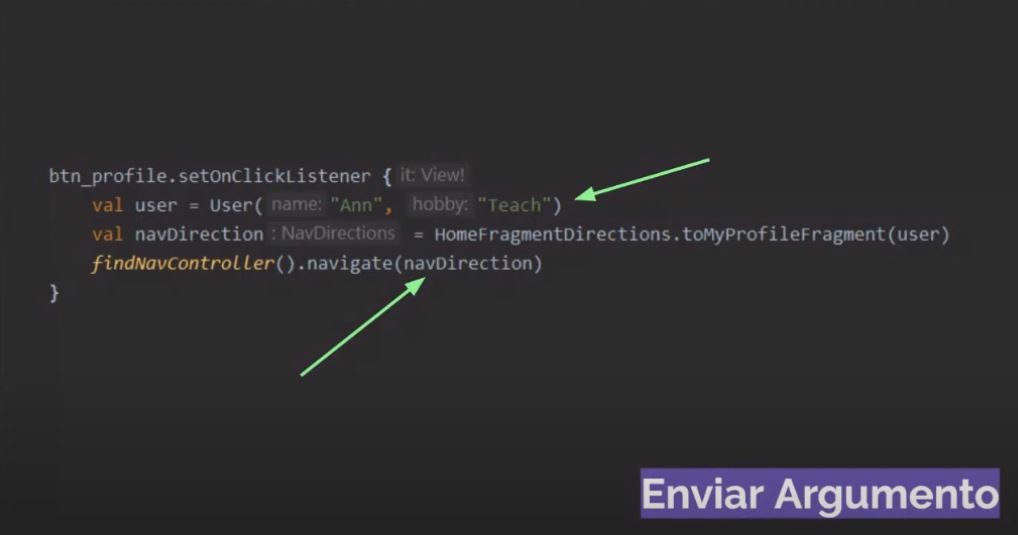 btn_profile.setOnClickListener { it: View!
val user = User( name: "Ann", hobby: "Teach")
val navDirection : NavDirections = HomeFragmentDirections.toMyProfileFragment(user)
findNavController().navigate(navDirection)
}
Enviar Argumento